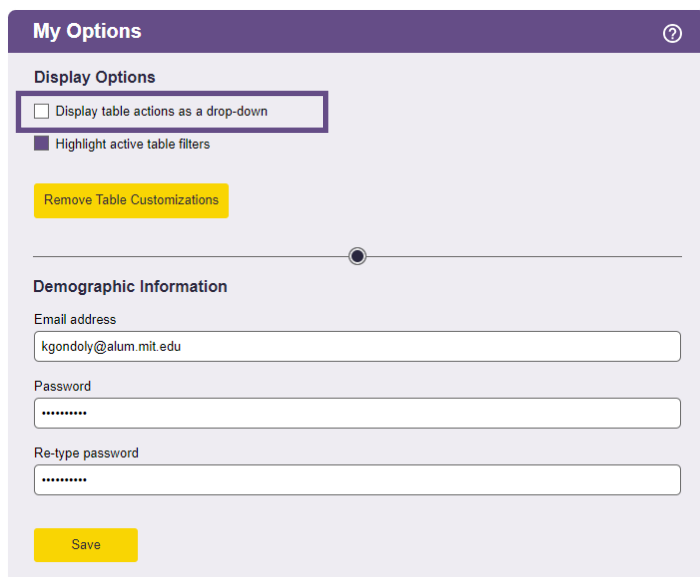 My Options
Display Options
Display table actions as a drop-down
Highlight active table filters
Remove Table Customizations
Demographic Information
Email address
kgondoly@alum.mit.edu
Password
••••••••••
Re-type password
••••••••••
Save